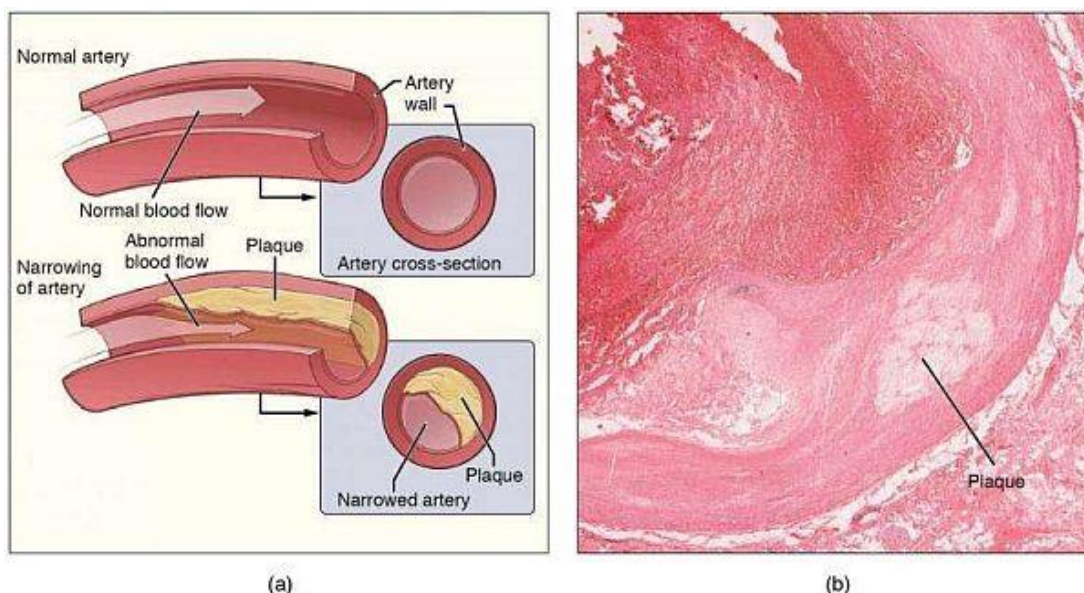 Normal artery
Artery
wall
Normal blood flow
Artery cross-section
Abnormal
blood flow
Plaque
Narrowing
of artery
Plaque
Narrowed artery
Plaque
(a)
(b)